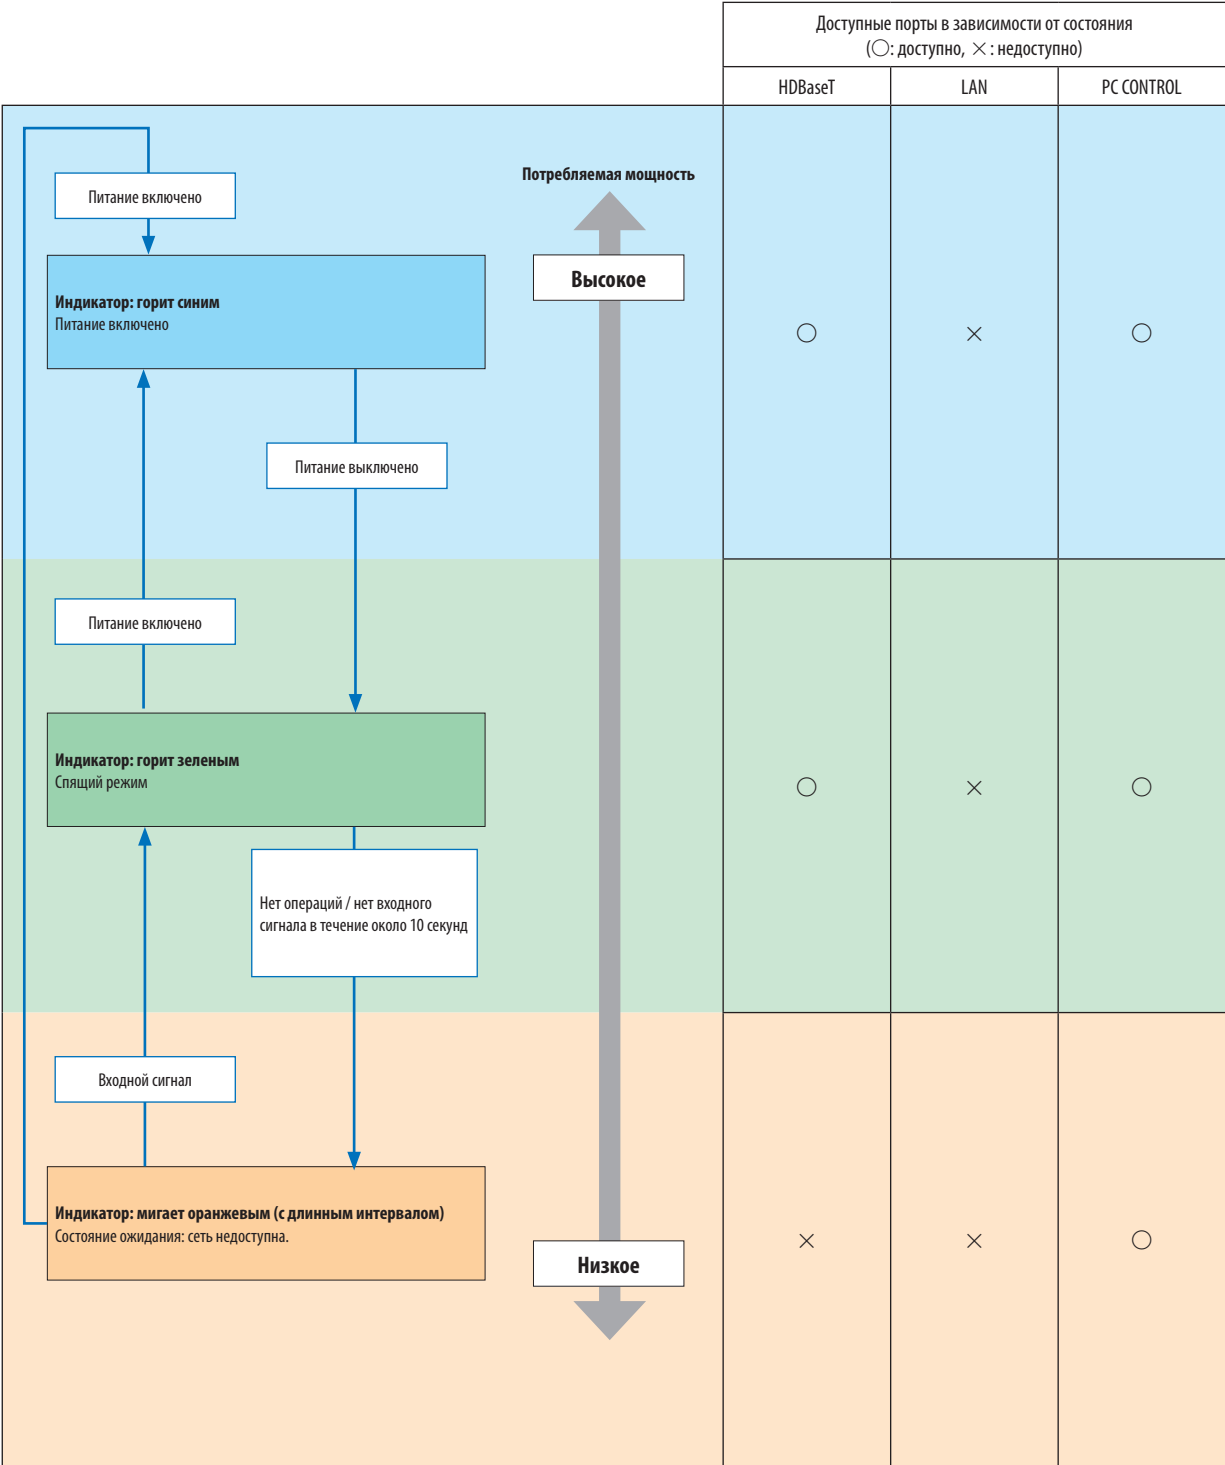 Доступные порты в зависимости от состояния
(○: доступно, ×: недоступно)
HDBaseT
LAN
PC CONTROL
Питание включено
Потребляемая мощность
Высокое
Индикатор: горит синим
Питание включено
○
×
○
Питание выключено
Питание включено
Индикатор: горит зеленым
Спящий режим
○
×
○
Нет операций / нет входного
сигнала в течение около 10 секунд
Входной сигнал
Индикатор: мигает оранжевым (с длинным интервалом)
Состояние ожидания: сеть недоступна.
Низкое
×
×
○